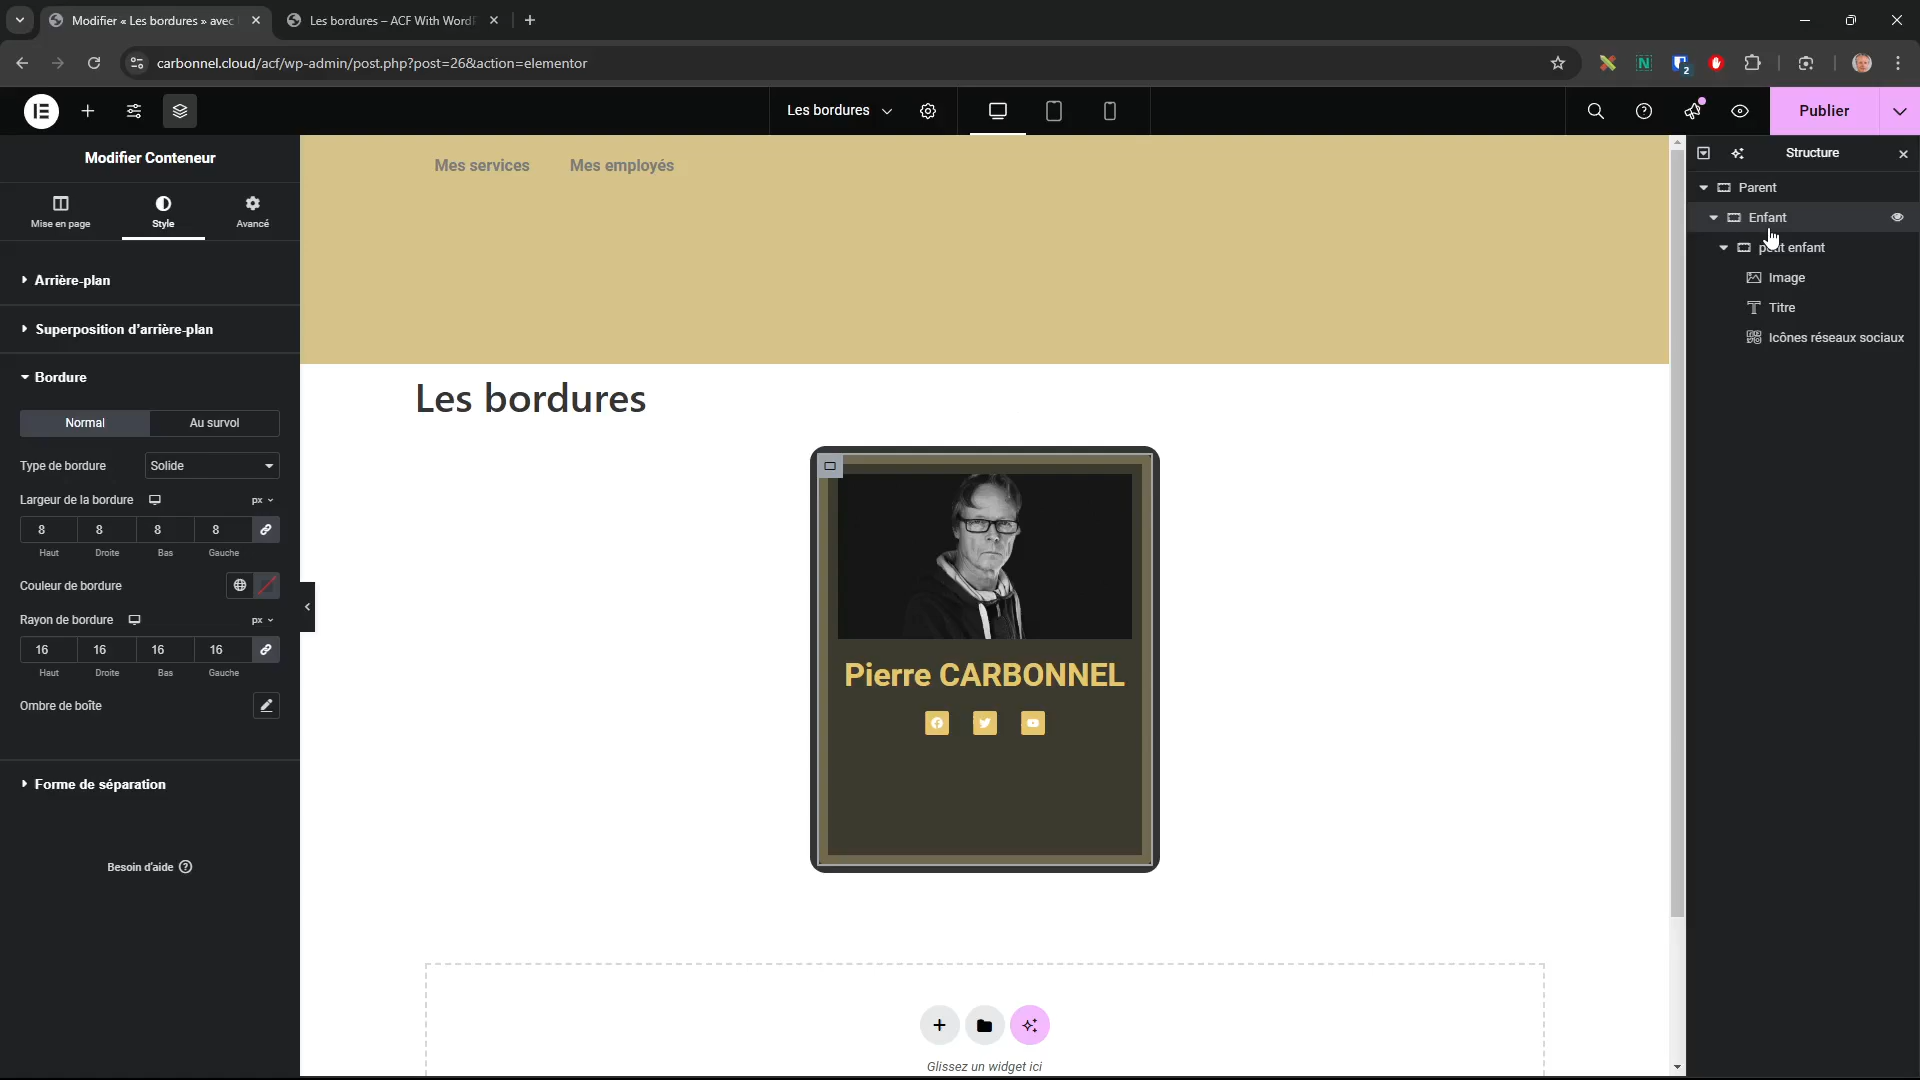 Modifier « Les bordures » avec
Les bordures – ACF With WordP
carbonnel.cloud/acf/wp-admin/post.php?post=26&action=elementor
2
Les bordures
Publier
Modifier Conteneur
Mise en page
Style
Avancé
Arrière-plan
Superposition d'arrière-plan
Bordure
Normal
Au survol
Type de bordure
Solide
Largeur de la bordure
px
8 8 8 8
Haut Droite Bas Gauche
Couleur de bordure
Rayon de bordure
px
16 16 16 16
Haut Droite Bas Gauche
Ombre de boîte
Forme de séparation
Besoin d'aide
Mes services Mes employés
Les bordures
Pierre CARBONNEL
Glissez un widget ici
Structure
Parent
Enfant
petit enfant
Image
Titre
Icônes réseaux sociaux